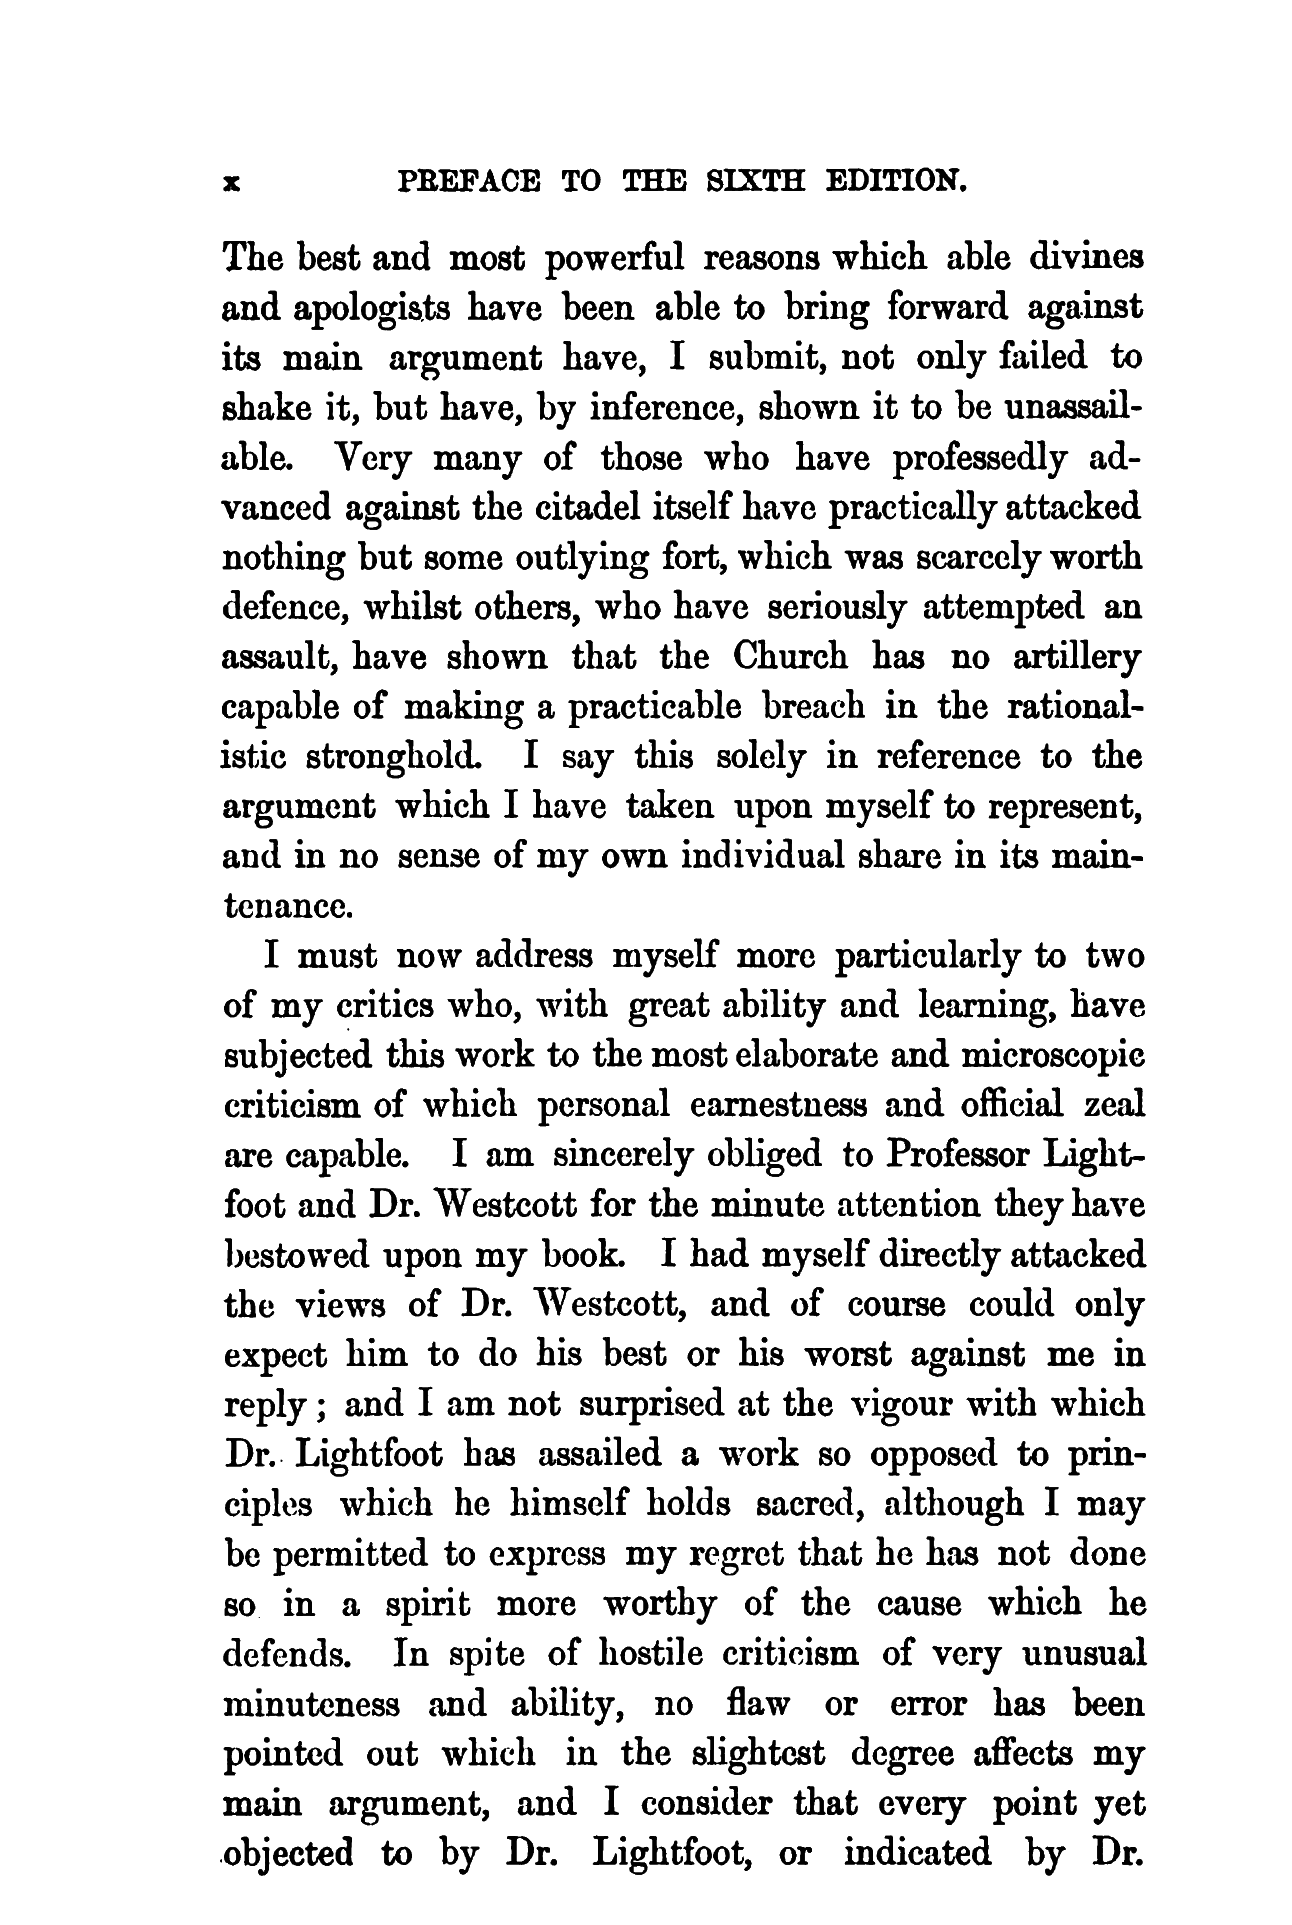 x PREFACE TO THE SIXTH EDITION.
The best and most powerful reasons which able divines
and apologists have been able to bring forward against
its main argument have, I submit, not only failed to
shake it, but have, by inference, shown it to be unassail-
able. Very many of those who have professedly ad-
vanced against the citadel itself have practically attacked
nothing but some outlying fort, which was scarcely worth
defence, whilst others, who have seriously attempted an
assault, have shown that the Church has no artillery
capable of making a practicable breach in the rational-
istic stronghold. I say this solely in reference to the
argument which I have taken upon myself to represent,
and in no sense of my own individual share in its main-
tenance.
I must now address myself more particularly to two
of my critics who, with great ability and learning, have
subjected this work to the most elaborate and microscopic
criticism of which personal earnestness and official zeal
are capable. I am sincerely obliged to Professor Light-
foot and Dr. Westcott for the minute attention they have
bestowed upon my book. I had myself directly attacked
the views of Dr. Westcott, and of course could only
expect him to do his best or his worst against me in
reply; and I am not surprised at the vigour with which
Dr. Lightfoot has assailed a work so opposed to prin-
ciples which he himself holds sacred, although I may
be permitted to express my regret that he has not done
so in a spirit more worthy of the cause which he
defends. In spite of hostile criticism of very unusual
minuteness and ability, no flaw or error has been
pointed out which in the slightest degree affects my
main argument, and I consider that every point yet
objected to by Dr. Lightfoot, or indicated by Dr.